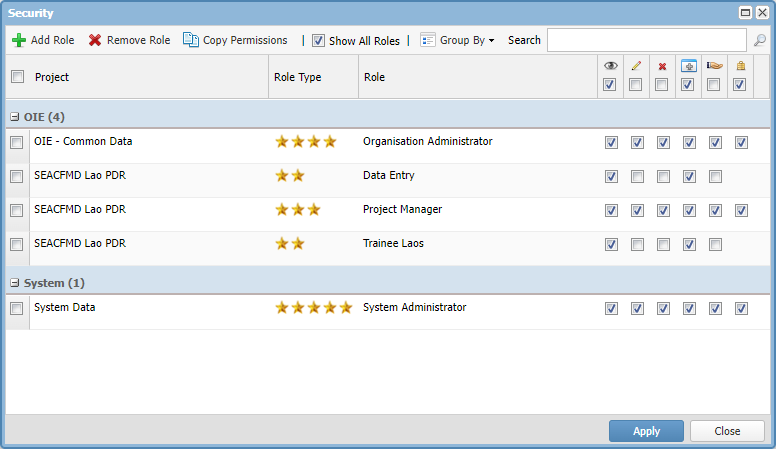 Security
Add Role Remove Role Copy Permissions | Show All Roles | Group By Search
Project Role Type Role
OIE (4)
OIE - Common Data Organisation Administrator
SEACFMD Lao PDR Data Entry
SEACFMD Lao PDR Project Manager
SEACFMD Lao PDR Trainee Laos
System (1)
System Data System Administrator
Apply Close